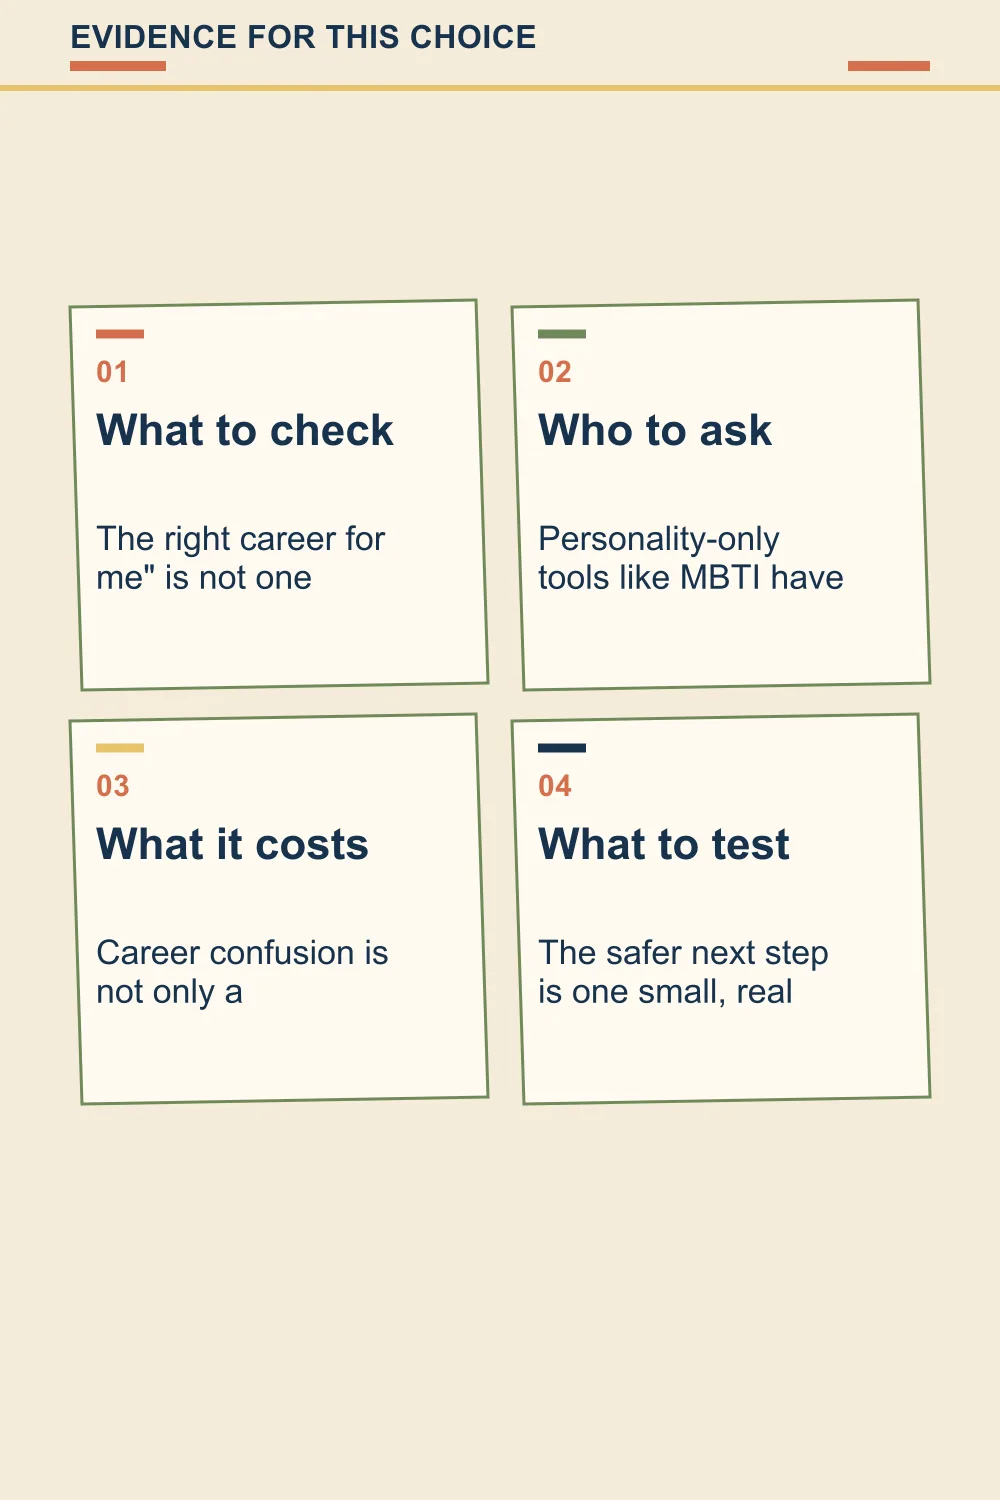 EVIDENCE FOR THIS CHOICE
01
What to check
The right career for
me" is not one
02
Who to ask
Personality-only
tools like MBTI have
03
What it costs
Career confusion is
not only a
04
What to test
The safer next step
is one small, real